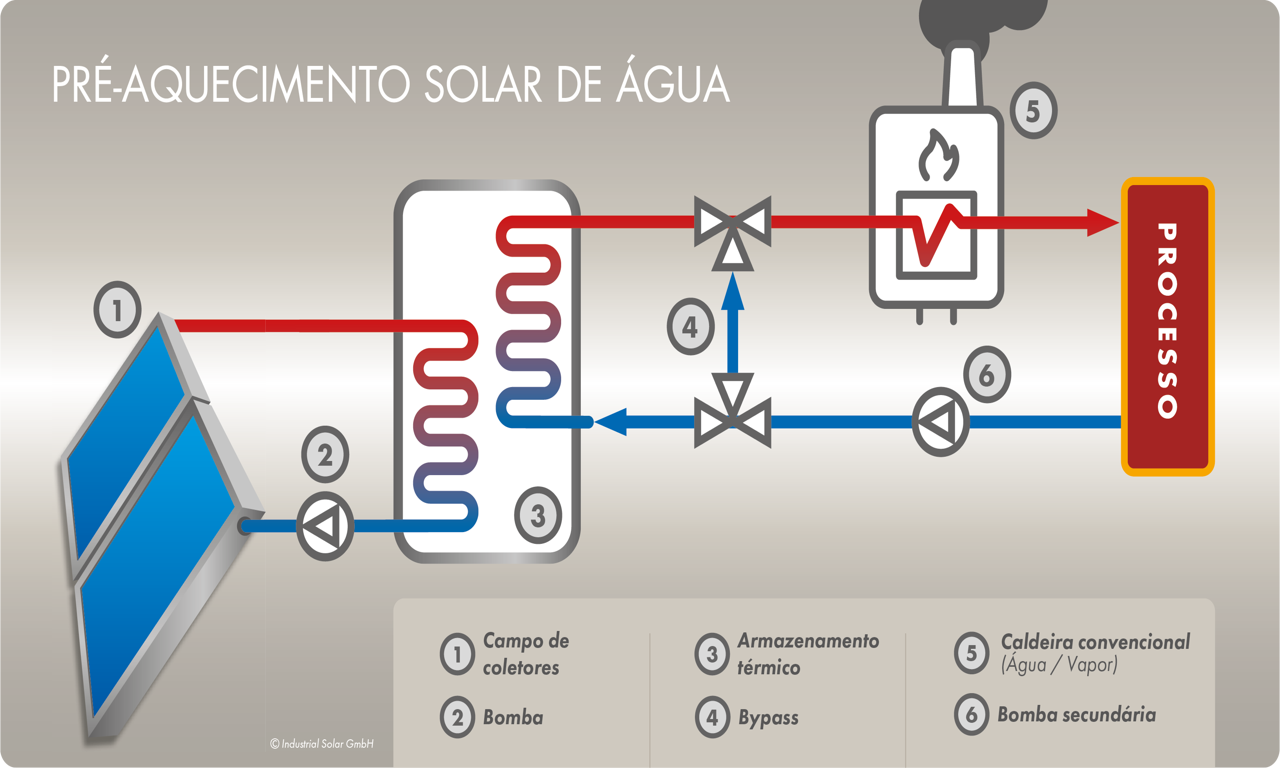 PRÉ-AQUECIMENTO SOLAR DE ÁGUA
5
PROCESSO
1
4
6
2
3
1 Campo de
coletores
2 Bomba
3 Armazenamento
térmico
4 Bypass
5 Caldeira convencional
(Água / Vapor)
6 Bomba secundária
© Industrial Solar GmbH